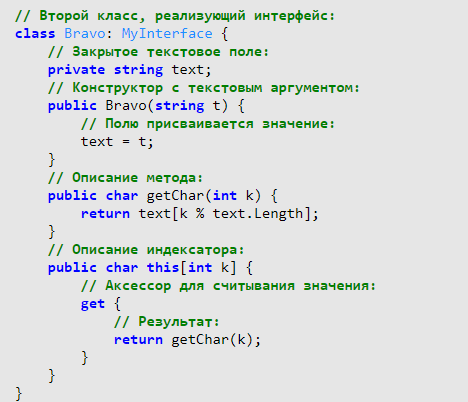 // Второй класс, реализующий интерфейс:
class Bravo: MyInterface {
    // Закрытое текстовое поле:
    private string text;
    // Конструктор с текстовым аргументом:
    public Bravo(string t) {
        // Полю присваивается значение:
        text = t;
    }
    // Описание метода:
    public char getChar(int k) {
        return text[k % text.Length];
    }
    // Описание индексатора:
    public char this[int k] {
        // Аксессор для считывания значения:
        get {
            // Результат:
            return getChar(k);
        }
    }
}